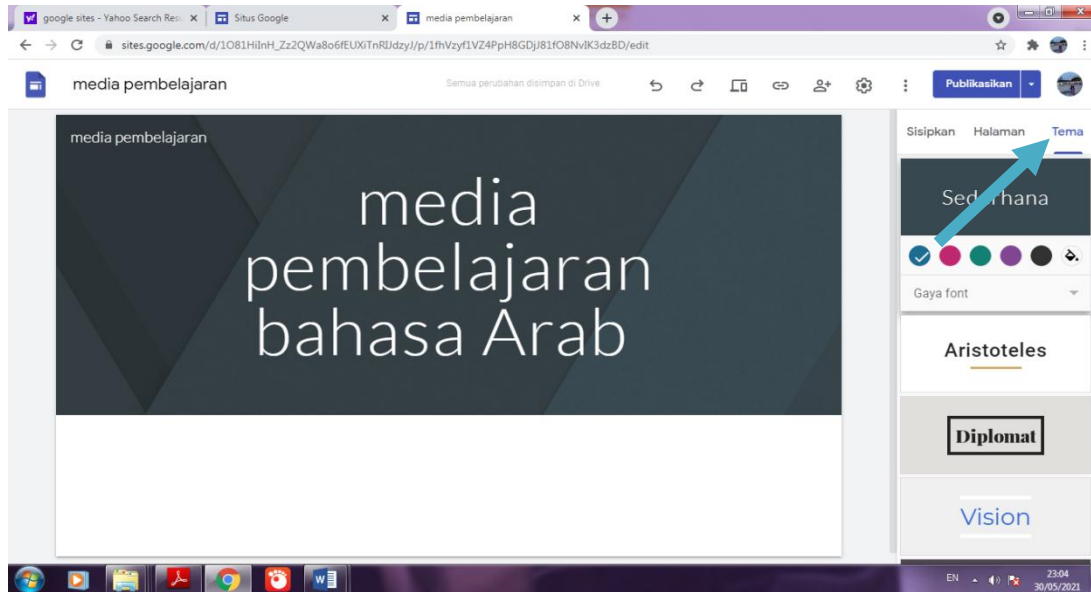 google sites - Yahoo Search Resu
Situs Google
media pembelajaran
sites.google.com/d/1O81HiInH_Zz2QWa8o6fEUXiTnRIJdzyJ/p/1fhVzyf1VZ4PpH8GDjJ81fO8NvIK3dzBD/edit
media pembelajaran
Semua perubahan disimpan di Drive
Publikasikan
Sisipkan Halaman Tema
media pembelajaran
media
pembelajaran
bahasa Arab
Sederhana
Gaya font
Aristoteles
Diplomat
Vision
EN
23:04
30/05/2021